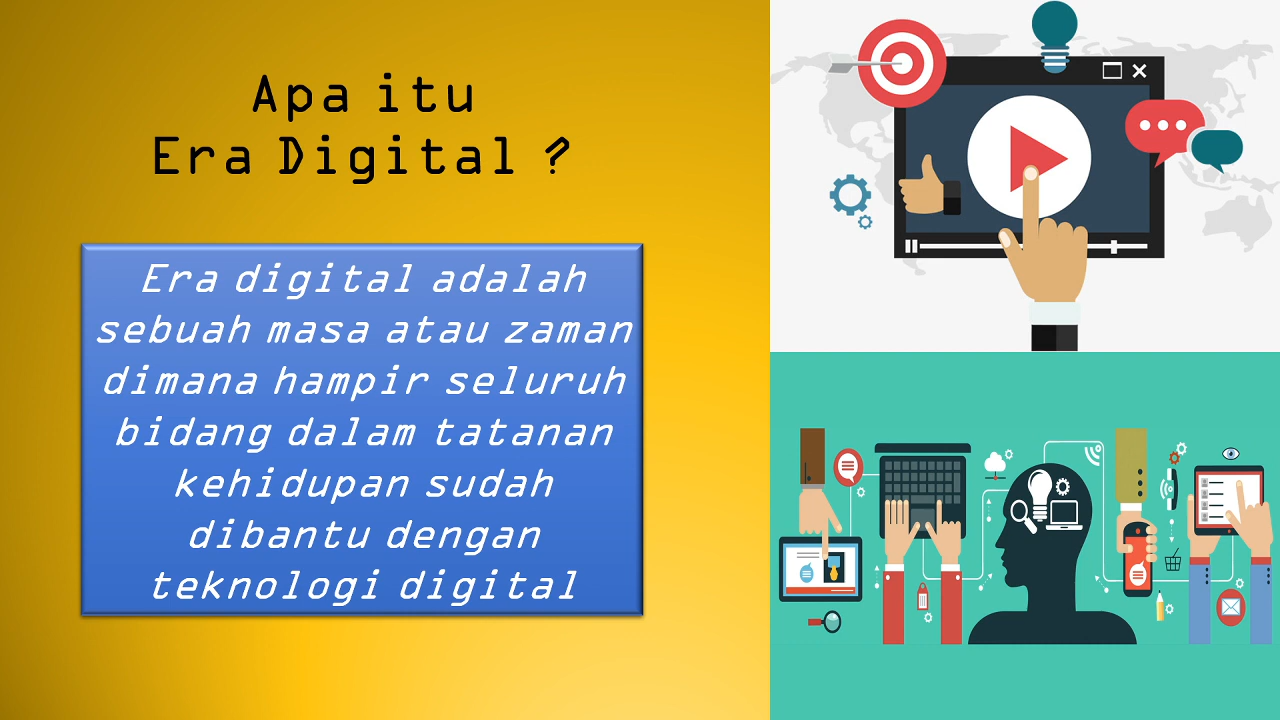 Apa itu
Era Digital ?
Era digital adalah
sebuah masa atau zaman
dimana hampir seluruh
bidang dalam tatanan
kehidupan sudah
dibantu dengan
teknologi digital